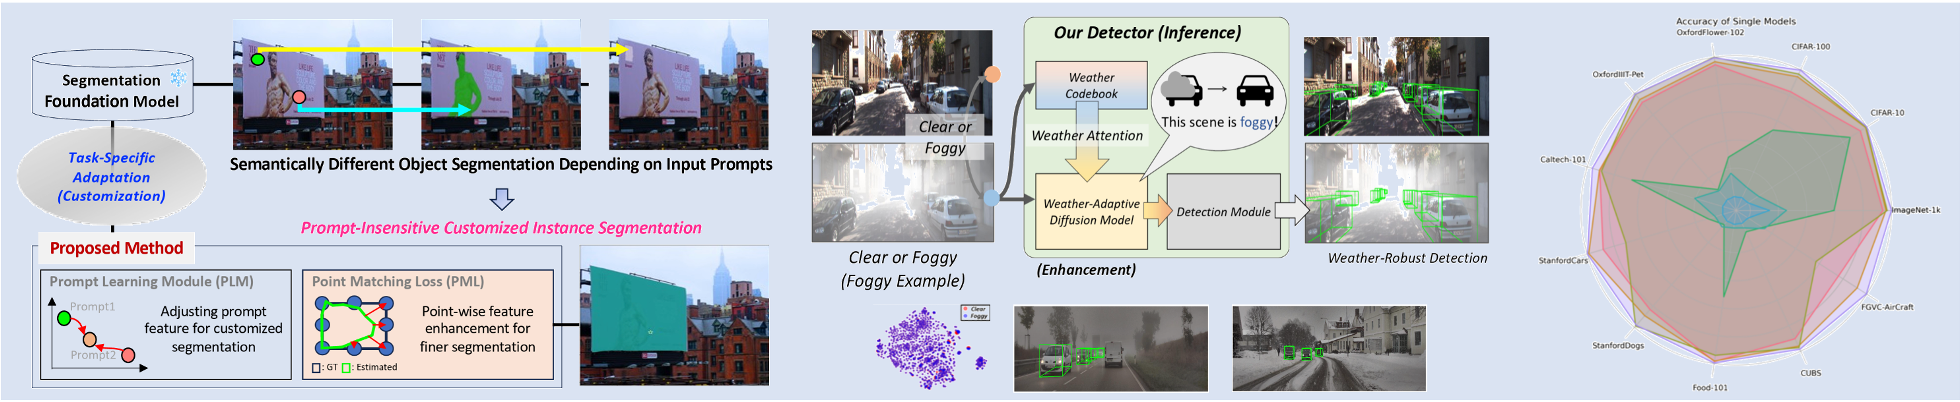 Segmentation
Foundation Model
Task-Specific
Adaptation
(Customization)
Semantically Different Object Segmentation Depending on Input Prompts
Prompt-Insensitive Customized Instance Segmentation
Proposed Method
Prompt Learning Module (PLM)
Prompt1
Prompt2
Adjusting prompt
feature for customized
segmentation
Point Matching Loss (PML)
: GT
: Estimated
Point-wise feature
enhancement for
finer segmentation
Clear or
Foggy
Clear or Foggy
(Foggy Example)
Our Detector (Inference)
Weather
Codebook
Weather Attention
This scene is foggy!
Weather-Adaptive
Diffusion Model
Detection Module
(Enhancement)
Weather-Robust Detection
Clear
Foggy
Accuracy of Single Models
OxfordFlower-102
CIFAR-100
CIFAR-10
ImageNet-1k
FGVC-AirCraft
CUBS
Food-101
StanfordDogs
StanfordCars
Caltech-101
OxfordIIIT-Pet